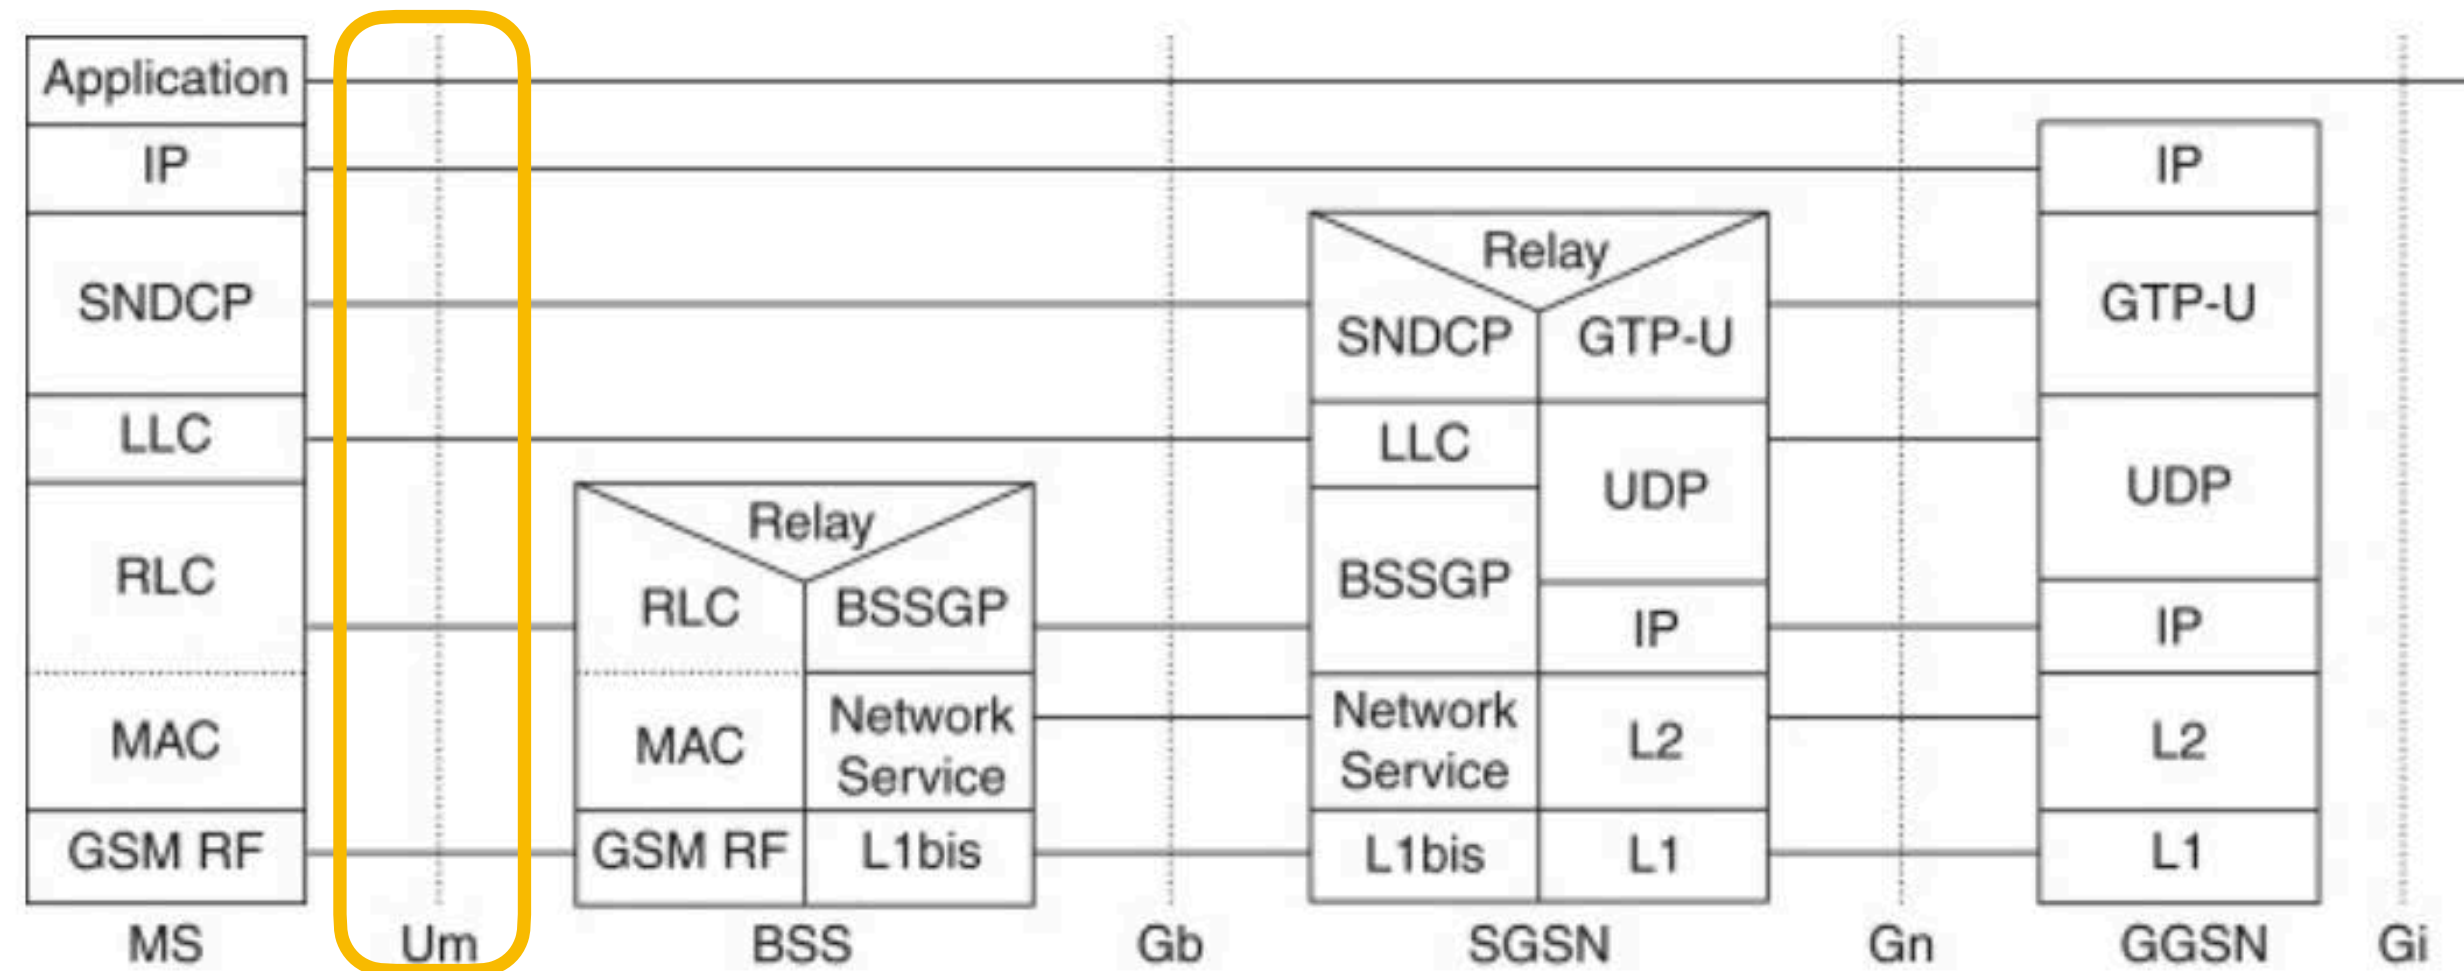 Application
IP
SNDCP
LLC
RLC
MAC
GSM RF
MS
Um
Relay
RLC
BSSGP
MAC
Network
Service
GSM RF
L1bis
BSS
Gb
Relay
SNDCP
GTP-U
LLC
UDP
BSSGP
IP
Network
Service
L2
L1bis
L1
SGSN
Gn
IP
GTP-U
UDP
IP
L2
L1
GGSN
Gi